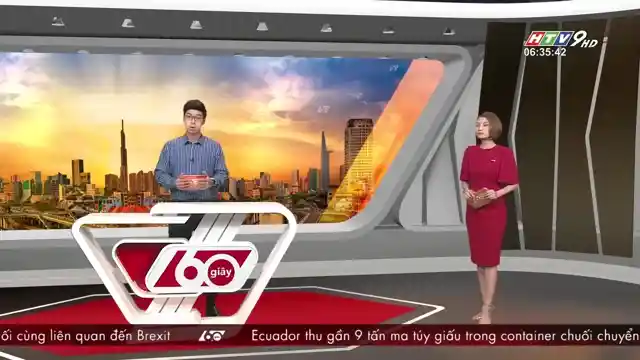 HTV9 HD
06:35:42
60 giây
ối cùng liên quan đến Brexit 60 Ecuador thu gần 9 tấn ma túy giấu trong container chuối chuyển